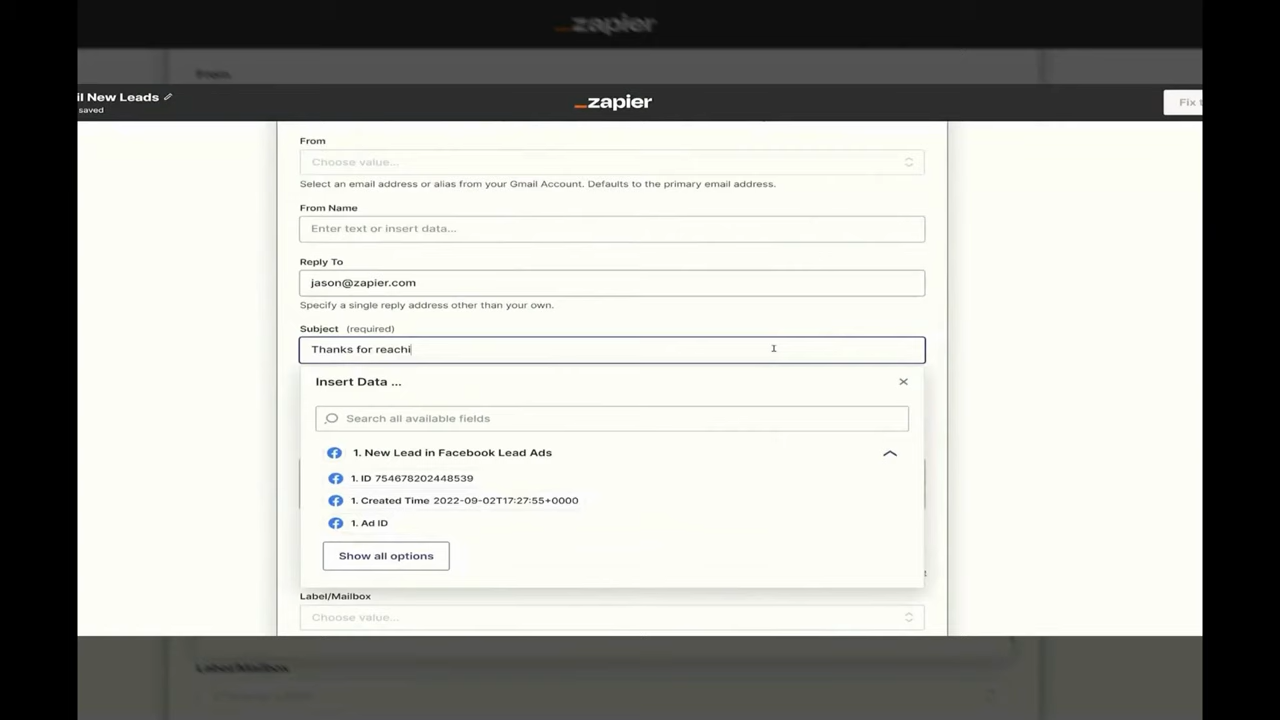 _zapier
From
il New Leads
saved
_zapier
Fix t
From
Choose value...
Select an email address or alias from your Gmail Account. Defaults to the primary email address.
From Name
Enter text or insert data...
Reply To
jason@zapier.com
Specify a single reply address other than your own.
Subject (required)
Thanks for reachi
Insert Data ...
Search all available fields
1. New Lead in Facebook Lead Ads
1. ID 754678202448539
1. Created Time 2022-09-02T17:27:55+0000
1. Ad ID
Show all options
Label/Mailbox
Choose value...
Label/Mailbox